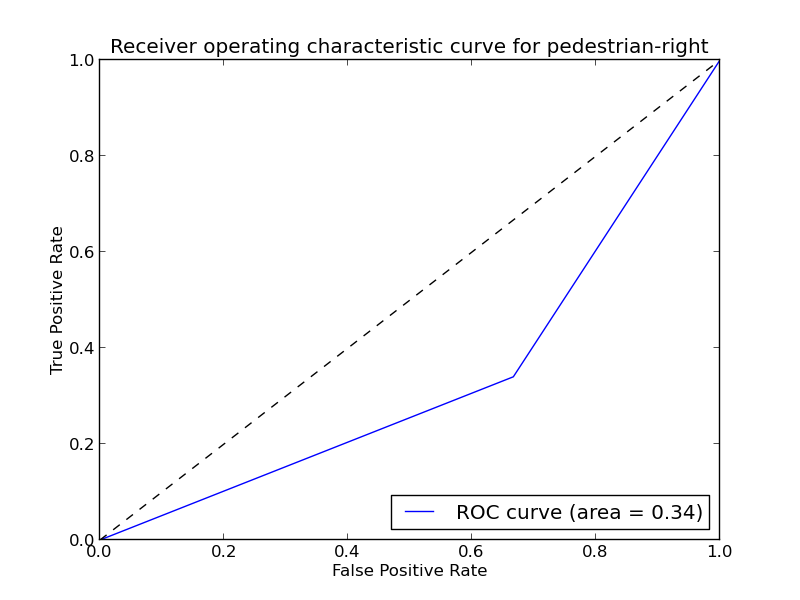 Receiver operating characteristic curve for pedestrian-right
1.0
0.8
0.6
0.4
0.2
0.0
True Positive Rate
ROC curve (area = 0.34)
0.0 0.2 0.4 0.6 0.8 1.0
False Positive Rate